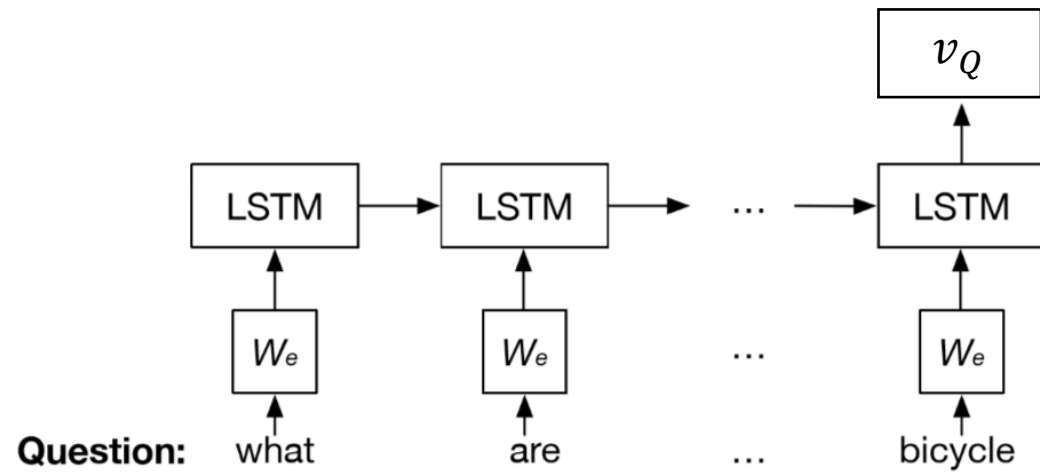 v_Q
LSTM LSTM ... LSTM
W_e W_e ... W_e
Question: what are ... bicycle